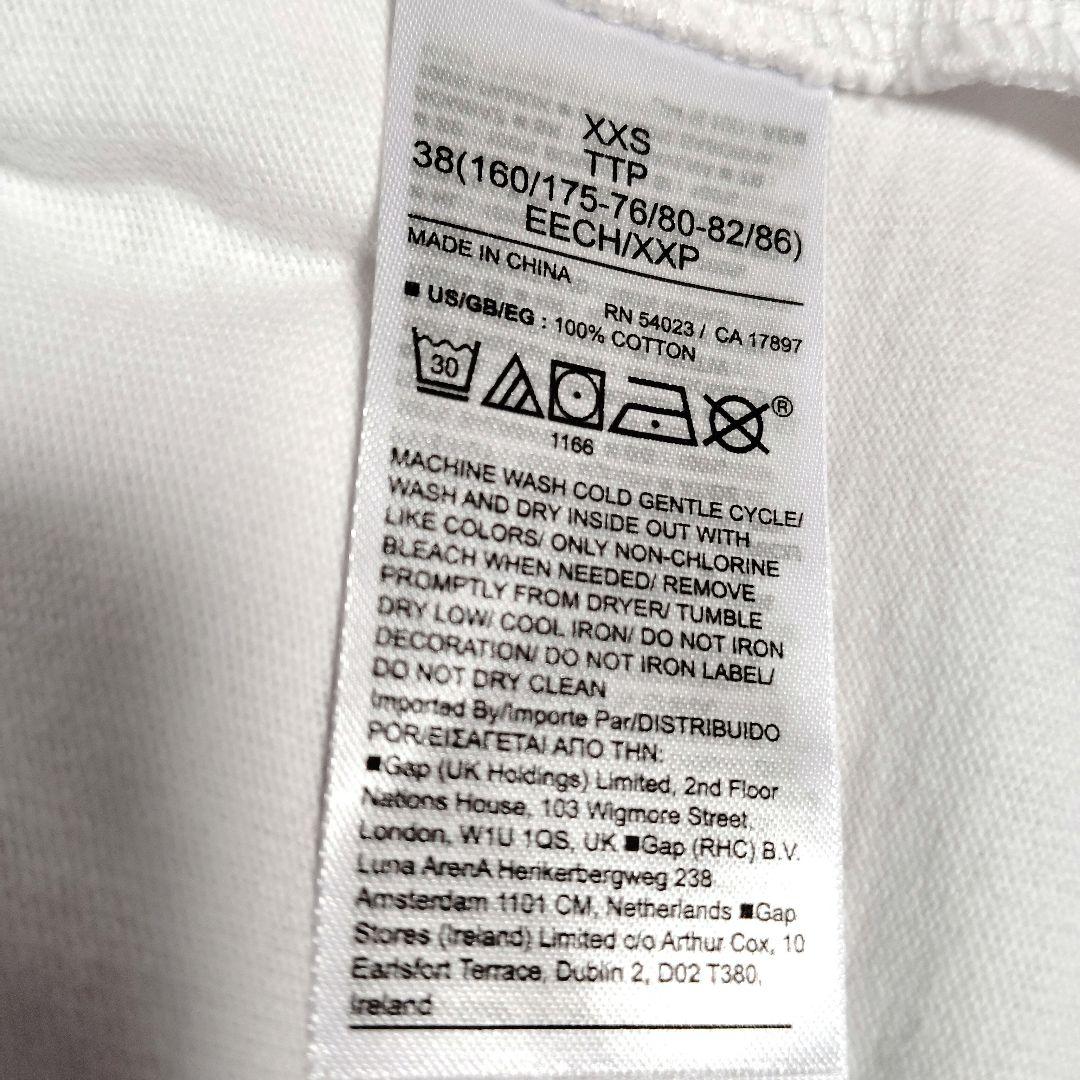 XXS
TTP
38(160/175-76/80-82/86)
EECH/XXP
MADE IN CHINA
RN 54023 / CA 17897
■ US/GB/EG : 100% COTTON
30
®
1166
MACHINE WASH COLD GENTLE CYCLE/
WASH AND DRY INSIDE OUT WITH
LIKE COLORS/ ONLY NON-CHLORINE
BLEACH WHEN NEEDED/ REMOVE
PROMPTLY FROM DRYER/ TUMBLE
DRY LOW/ COOL IRON/ DO NOT IRON
DECORATION/ DO NOT IRON LABEL/
DO NOT DRY CLEAN
Imported By/Importe Par/DISTRIBUIDO
POR/ΕΙΣΑΓΕΤΑΙ ΑΠΟ ΤΗΝ:
■Gap (UK Holdings) Limited, 2nd Floor
Nations House, 103 Wigmore Street,
London, W1U 1QS, UK ■Gap (RHC) B.V.
Luna ArenA Herikerbergweg 238
Amsterdam 1101 CM, Netherlands ■Gap
Stores (Ireland) Limited c/o Arthur Cox, 10
Earlsfort Terrace, Dublin 2, D02 T380,
Ireland